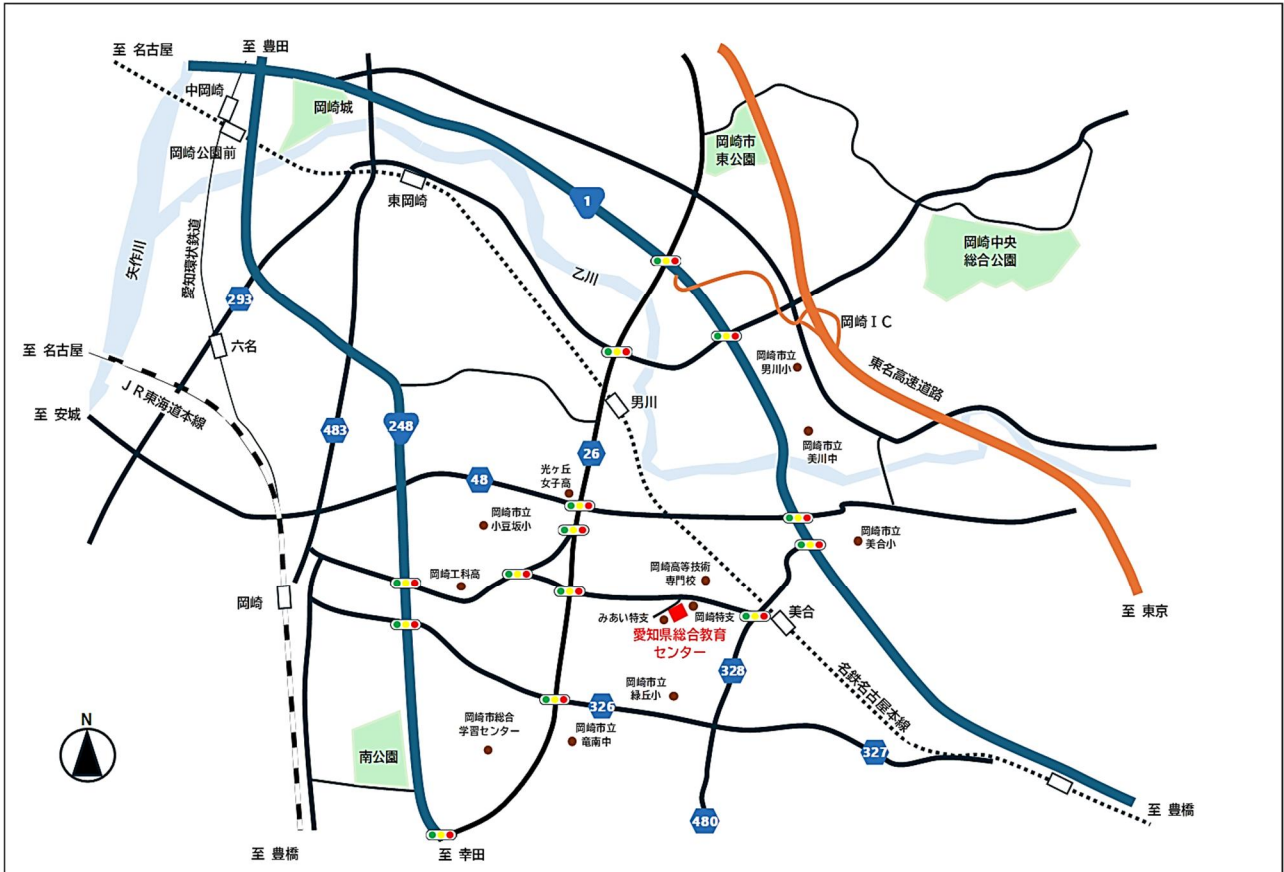 至 名古屋
至 豊田
中岡崎
岡崎城
岡崎公園前
岡崎市
東公園
東岡崎
1
岡崎中央
総合公園
矢作川
愛知環状鉄道
乙川
293
岡崎IC
六名
至 名古屋
JR東海道本線
岡崎市立
男川小
東名高速道路
至 安城
男川
483
248
26
岡崎市立
美川中
光ヶ丘
女子高
48
岡崎市立
小豆坂小
岡崎市立
美合小
岡崎工科高
岡崎高等技術
専門校
岡崎
至 東京
みあい特支
岡崎特支
美合
愛知県総合教育
センター
328
岡崎市立
緑丘小
326
名鉄名古屋本線
N
岡崎市総合
学習センター
岡崎市立
竜南中
南公園
327
480
至 豊橋
至 豊橋
至 幸田